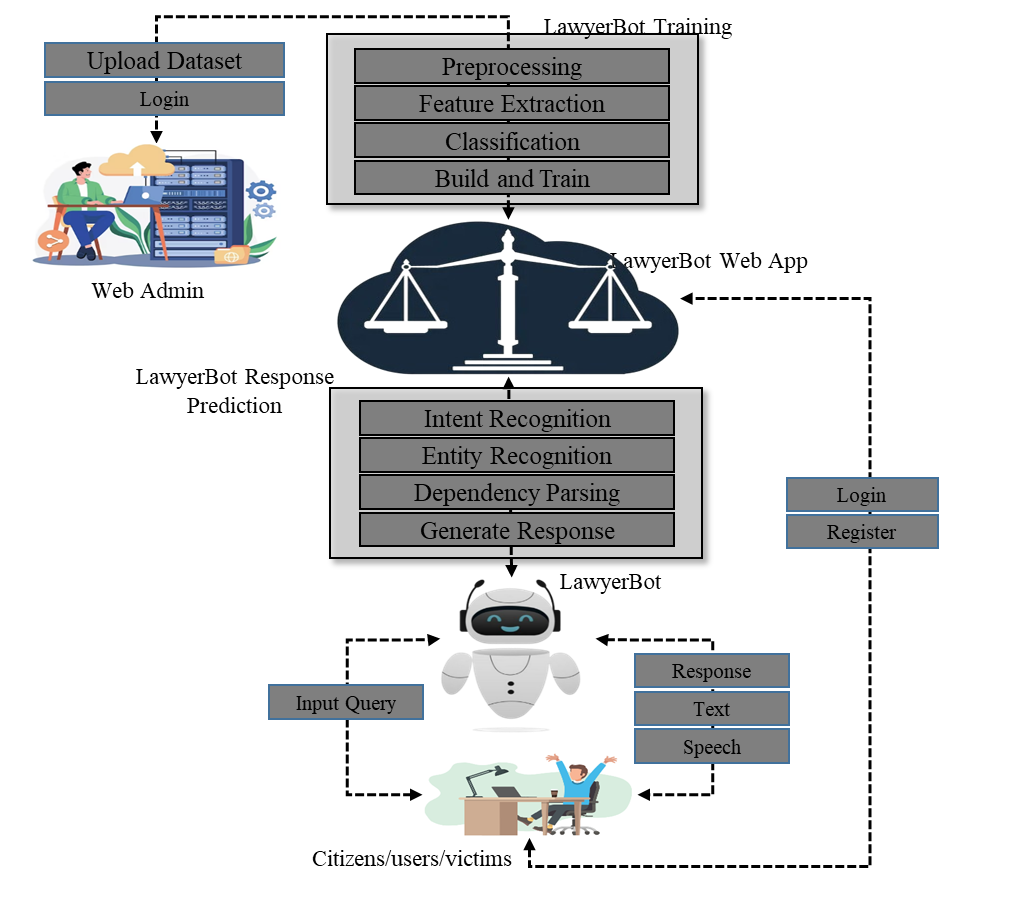 LawyerBot Training
Upload Dataset
Login
Preprocessing
Feature Extraction
Classification
Build and Train
Web Admin
LawyerBot Web App
LawyerBot Response
Prediction
Intent Recognition
Entity Recognition
Dependency Parsing
Generate Response
Login
Register
LawyerBot
Input Query
Response
Text
Speech
Citizens/users/victims